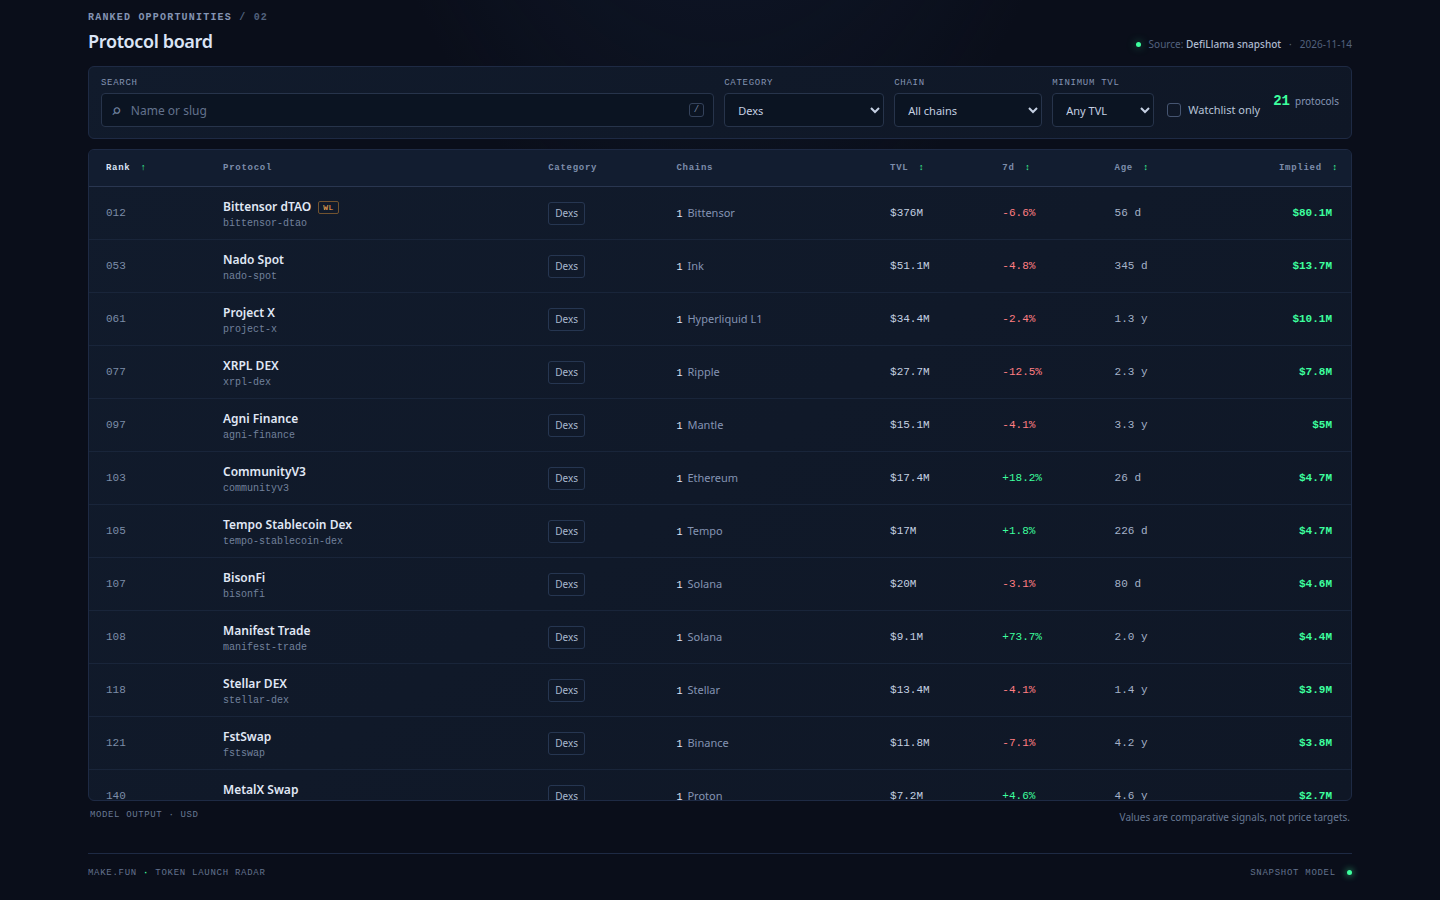 RANKED OPPORTUNITIES / 02
Protocol board
Source: DefiLlama snapshot · 2026-11-14
SEARCH CATEGORY CHAIN MINIMUM TVL
Name or slug / Dexs All chains Any TVL Watchlist only 21 protocols
Rank ↑ Protocol Category Chains TVL ↕ 7d ↕ Age ↕ Implied ↕
012 Bittensor dTAO WL Dexs 1 Bittensor $376M -6.6% 56 d $80.1M
bittensor-dtao
053 Nado Spot Dexs 1 Ink $51.1M -4.8% 345 d $13.7M
nado-spot
061 Project X Dexs 1 Hyperliquid L1 $34.4M -2.4% 1.3 y $10.1M
project-x
077 XRPL DEX Dexs 1 Ripple $27.7M -12.5% 2.3 y $7.8M
xrpl-dex
097 Agni Finance Dexs 1 Mantle $15.1M -4.1% 3.3 y $5M
agni-finance
103 CommunityV3 Dexs 1 Ethereum $17.4M +18.2% 26 d $4.7M
communityv3
105 Tempo Stablecoin Dex Dexs 1 Tempo $17M +1.8% 226 d $4.7M
tempo-stablecoin-dex
107 BisonFi Dexs 1 Solana $20M -3.1% 80 d $4.6M
bisonfi
108 Manifest Trade Dexs 1 Solana $9.1M +73.7% 2.0 y $4.4M
manifest-trade
118 Stellar DEX Dexs 1 Stellar $13.4M -4.1% 1.4 y $3.9M
stellar-dex
121 FstSwap Dexs 1 Binance $11.8M -7.1% 4.2 y $3.8M
fstswap
140 MetalX Swap Dexs 1 Proton $7.2M +4.6% 4.6 y $2.7M
MODEL OUTPUT · USD
Values are comparative signals, not price targets.
MAKE.FUN · TOKEN LAUNCH RADAR
SNAPSHOT MODEL